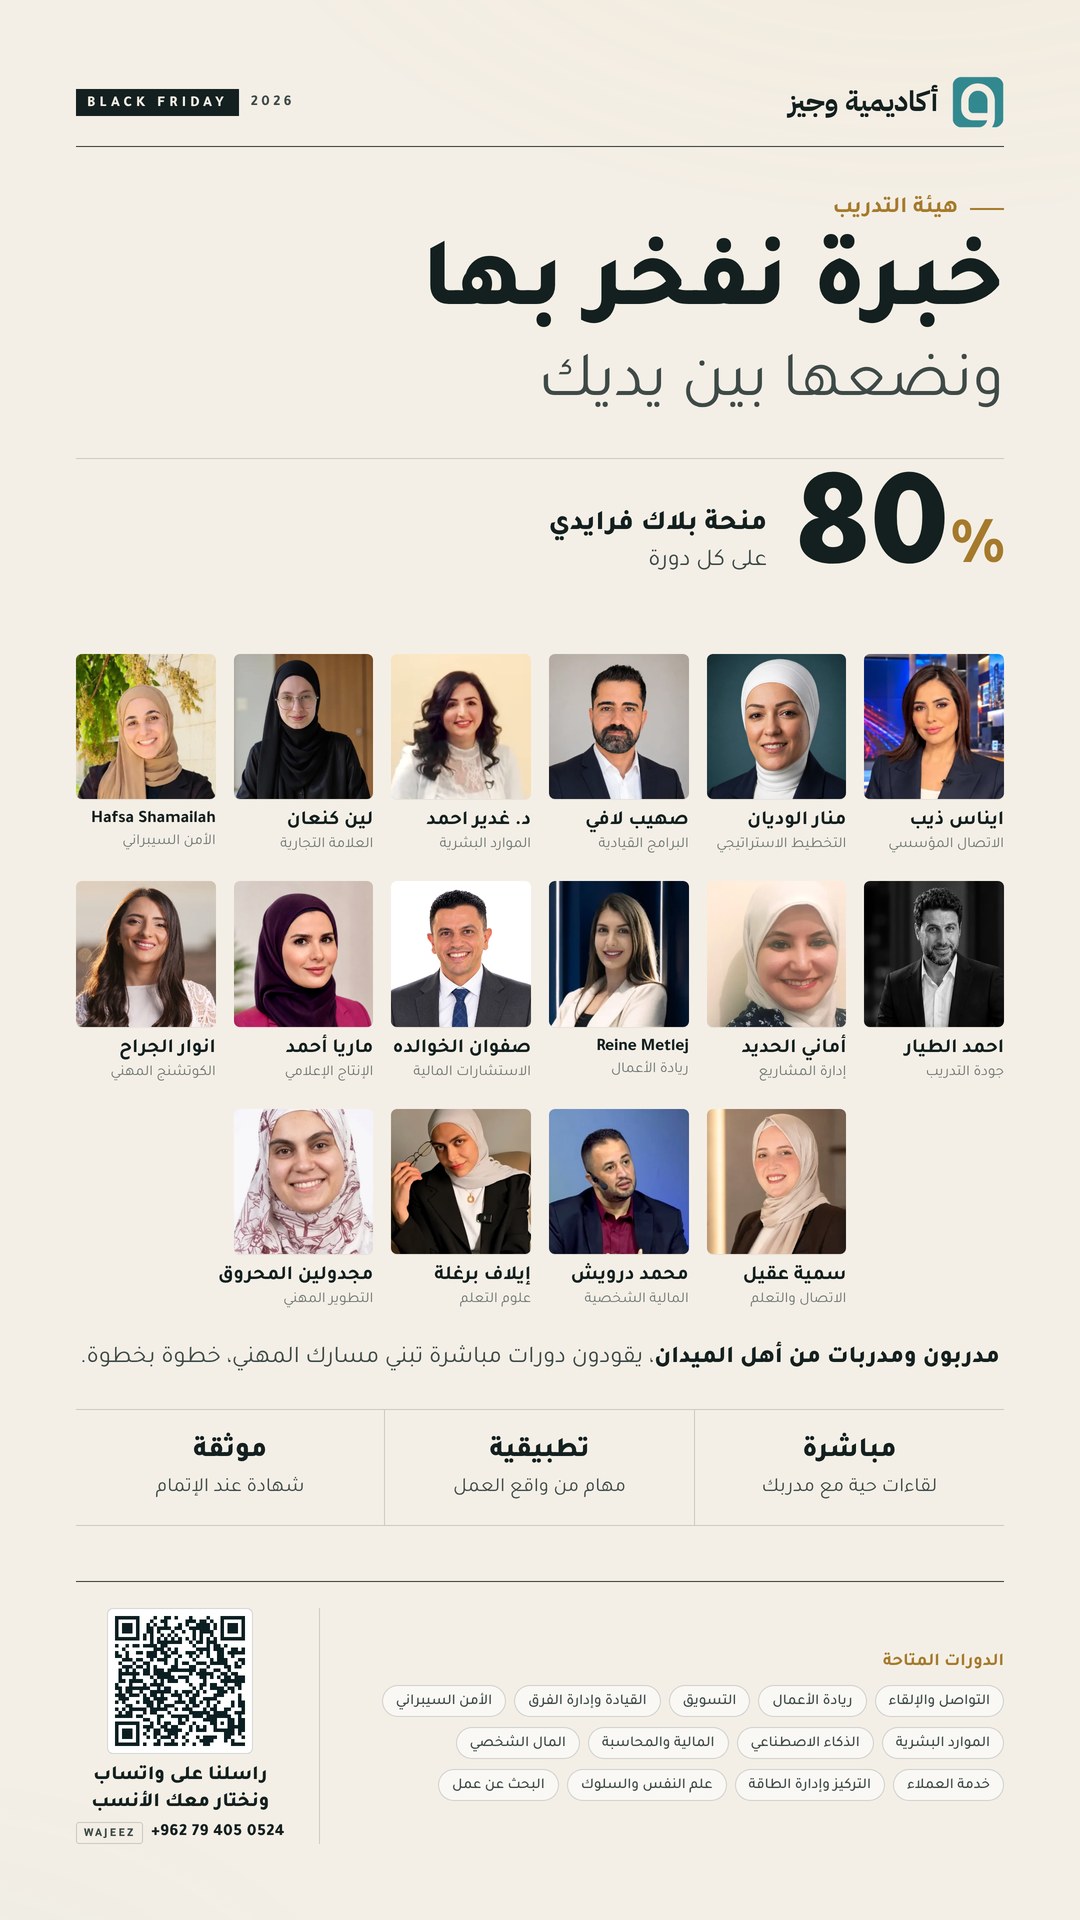 أكاديمية وجيز
BLACK FRIDAY 2026
هيئة التدريب
خبرة نفخر بها
ونضعها بين يديك
80%
منحة بلاك فرايدي
على كل دورة
ايناس ذيب
الاتصال المؤسسي
منار الوديان
التخطيط الاستراتيجي
صهيب لافي
البرامج القيادية
د. غدير احمد
الموارد البشرية
لين كنعان
العلامة التجارية
Hafsa Shamailah
الأمن السيبراني
احمد الطيار
جودة التدريب
أماني الحديد
إدارة المشاريع
Reine Metlej
ريادة الأعمال
صفوان الخوالده
الاستشارات المالية
ماريا أحمد
الإنتاج الإعلامي
انوار الجراح
الكوتشنج المهني
سمية عقيل
الاتصال والتعلم
محمد درويش
المالية الشخصية
إيلاف برغلة
علوم التعلم
مجدولين المحروق
التطوير المهني
مدربون ومدربات من أهل الميدان، يقودون دورات مباشرة تبني مسارك المهني، خطوة بخطوة.
مباشرة
لقاءات حية مع مدربك
تطبيقية
مهام من واقع العمل
موثقة
شهادة عند الإتمام
الدورات المتاحة
التواصل والإلقاء ريادة الأعمال التسويق القيادة وإدارة الفرق الأمن السيبراني
الموارد البشرية الذكاء الاصطناعي المالية والمحاسبة المال الشخصي
خدمة العملاء التركيز وإدارة الطاقة علم النفس والسلوك البحث عن عمل
راسلنا على واتساب
ونختار معك الأنسب
WAJEEZ +962 79 405 0524